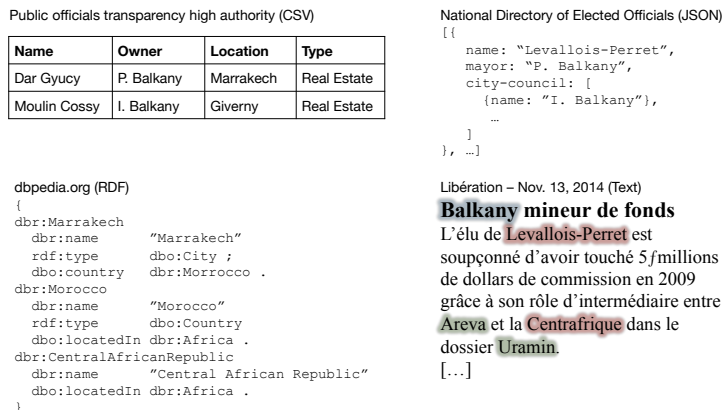 Public officials transparency high authority (CSV)
Name Owner Location Type
Dar Gyucy P. Balkany Marrakech Real Estate
Moulin Cossy I. Balkany Giverny Real Estate
National Directory of Elected Officials (JSON)
[{
name: “Levallois-Perret”,
mayor: “P. Balkany”,
city-council: [
{name: ”I. Balkany”},
…
]
}, …]
dbpedia.org (RDF)
{
dbr:Marrakech
dbr:name ”Marrakech”
rdf:type dbo:City ;
dbo:country dbr:Morrocco .
dbr:Morocco
dbr:name ”Morocco”
rdf:type dbo:Country
dbo:locatedIn dbr:Africa .
dbr:CentralAfricanRepublic
dbr:name ”Central African Republic”
dbo:locatedIn dbr:Africa .
}
Libération – Nov. 13, 2014 (Text)
Balkany mineur de fonds
L’élu de Levallois-Perret est
soupçonné d’avoir touché 5ƒmillions
de dollars de commission en 2009
grâce à son rôle d’intermédiaire entre
Areva et la Centrafrique dans le
dossier Uramin.
[…]